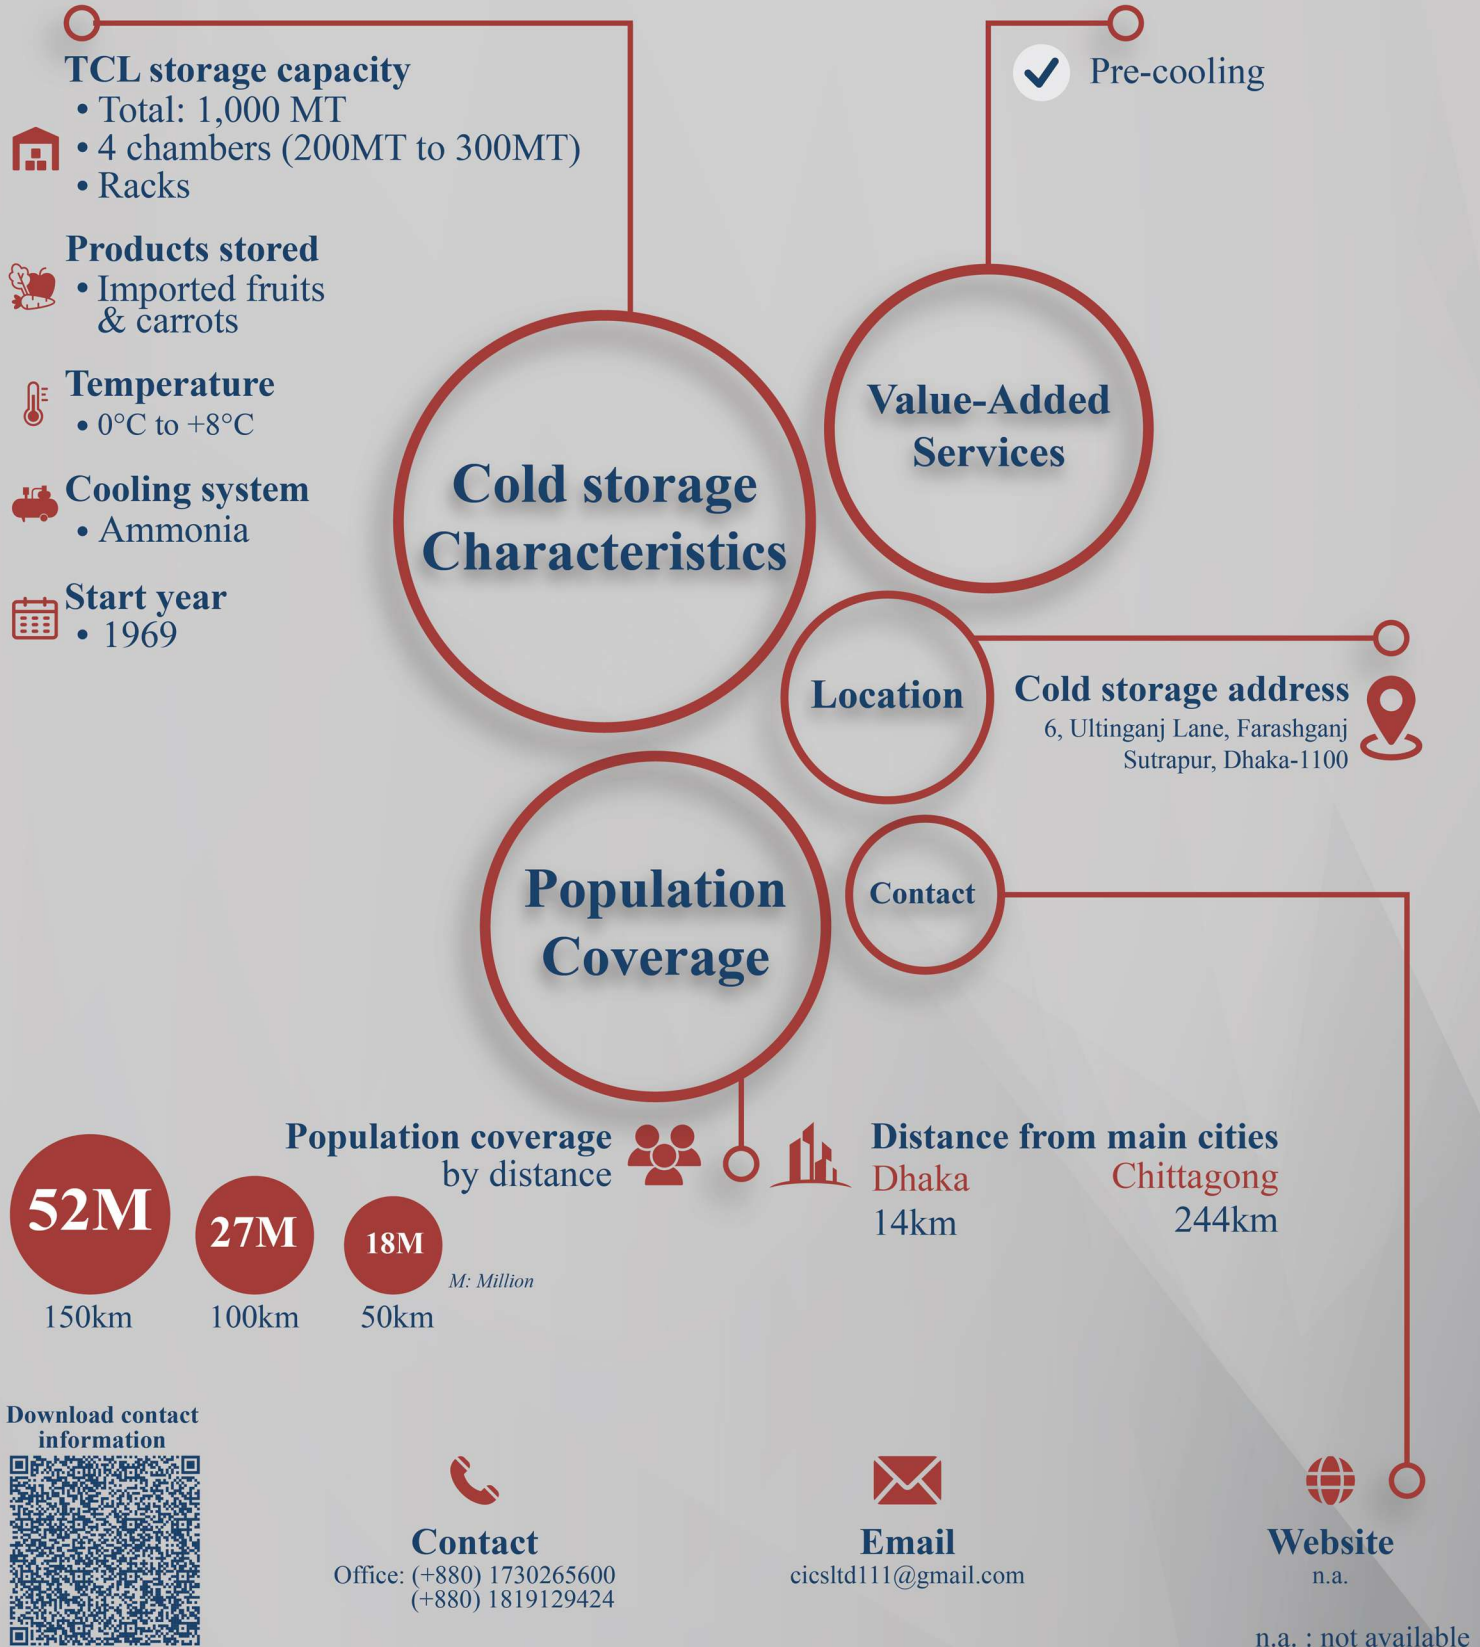 TCL storage capacity
• Total: 1,000 MT
• 4 chambers (200MT to 300MT)
• Racks
Products stored
• Imported fruits
& carrots
Temperature
• 0°C to +8°C
Cooling system
• Ammonia
Start year
• 1969
Pre-cooling
Value-Added
Services
Cold storage
Characteristics
Location
Cold storage address
6, Ultinganj Lane, Farashganj
Sutrapur, Dhaka-1100
Population
Coverage
Contact
Population coverage
by distance
52M
27M
18M
M: Million
150km
100km
50km
Distance from main cities
Dhaka
Chittagong
14km
244km
Download contact
information
Contact
Office: (+880) 1730265600
(+880) 1819129424
Email
cicsltd111@gmail.com
Website
n.a.
n.a. : not available